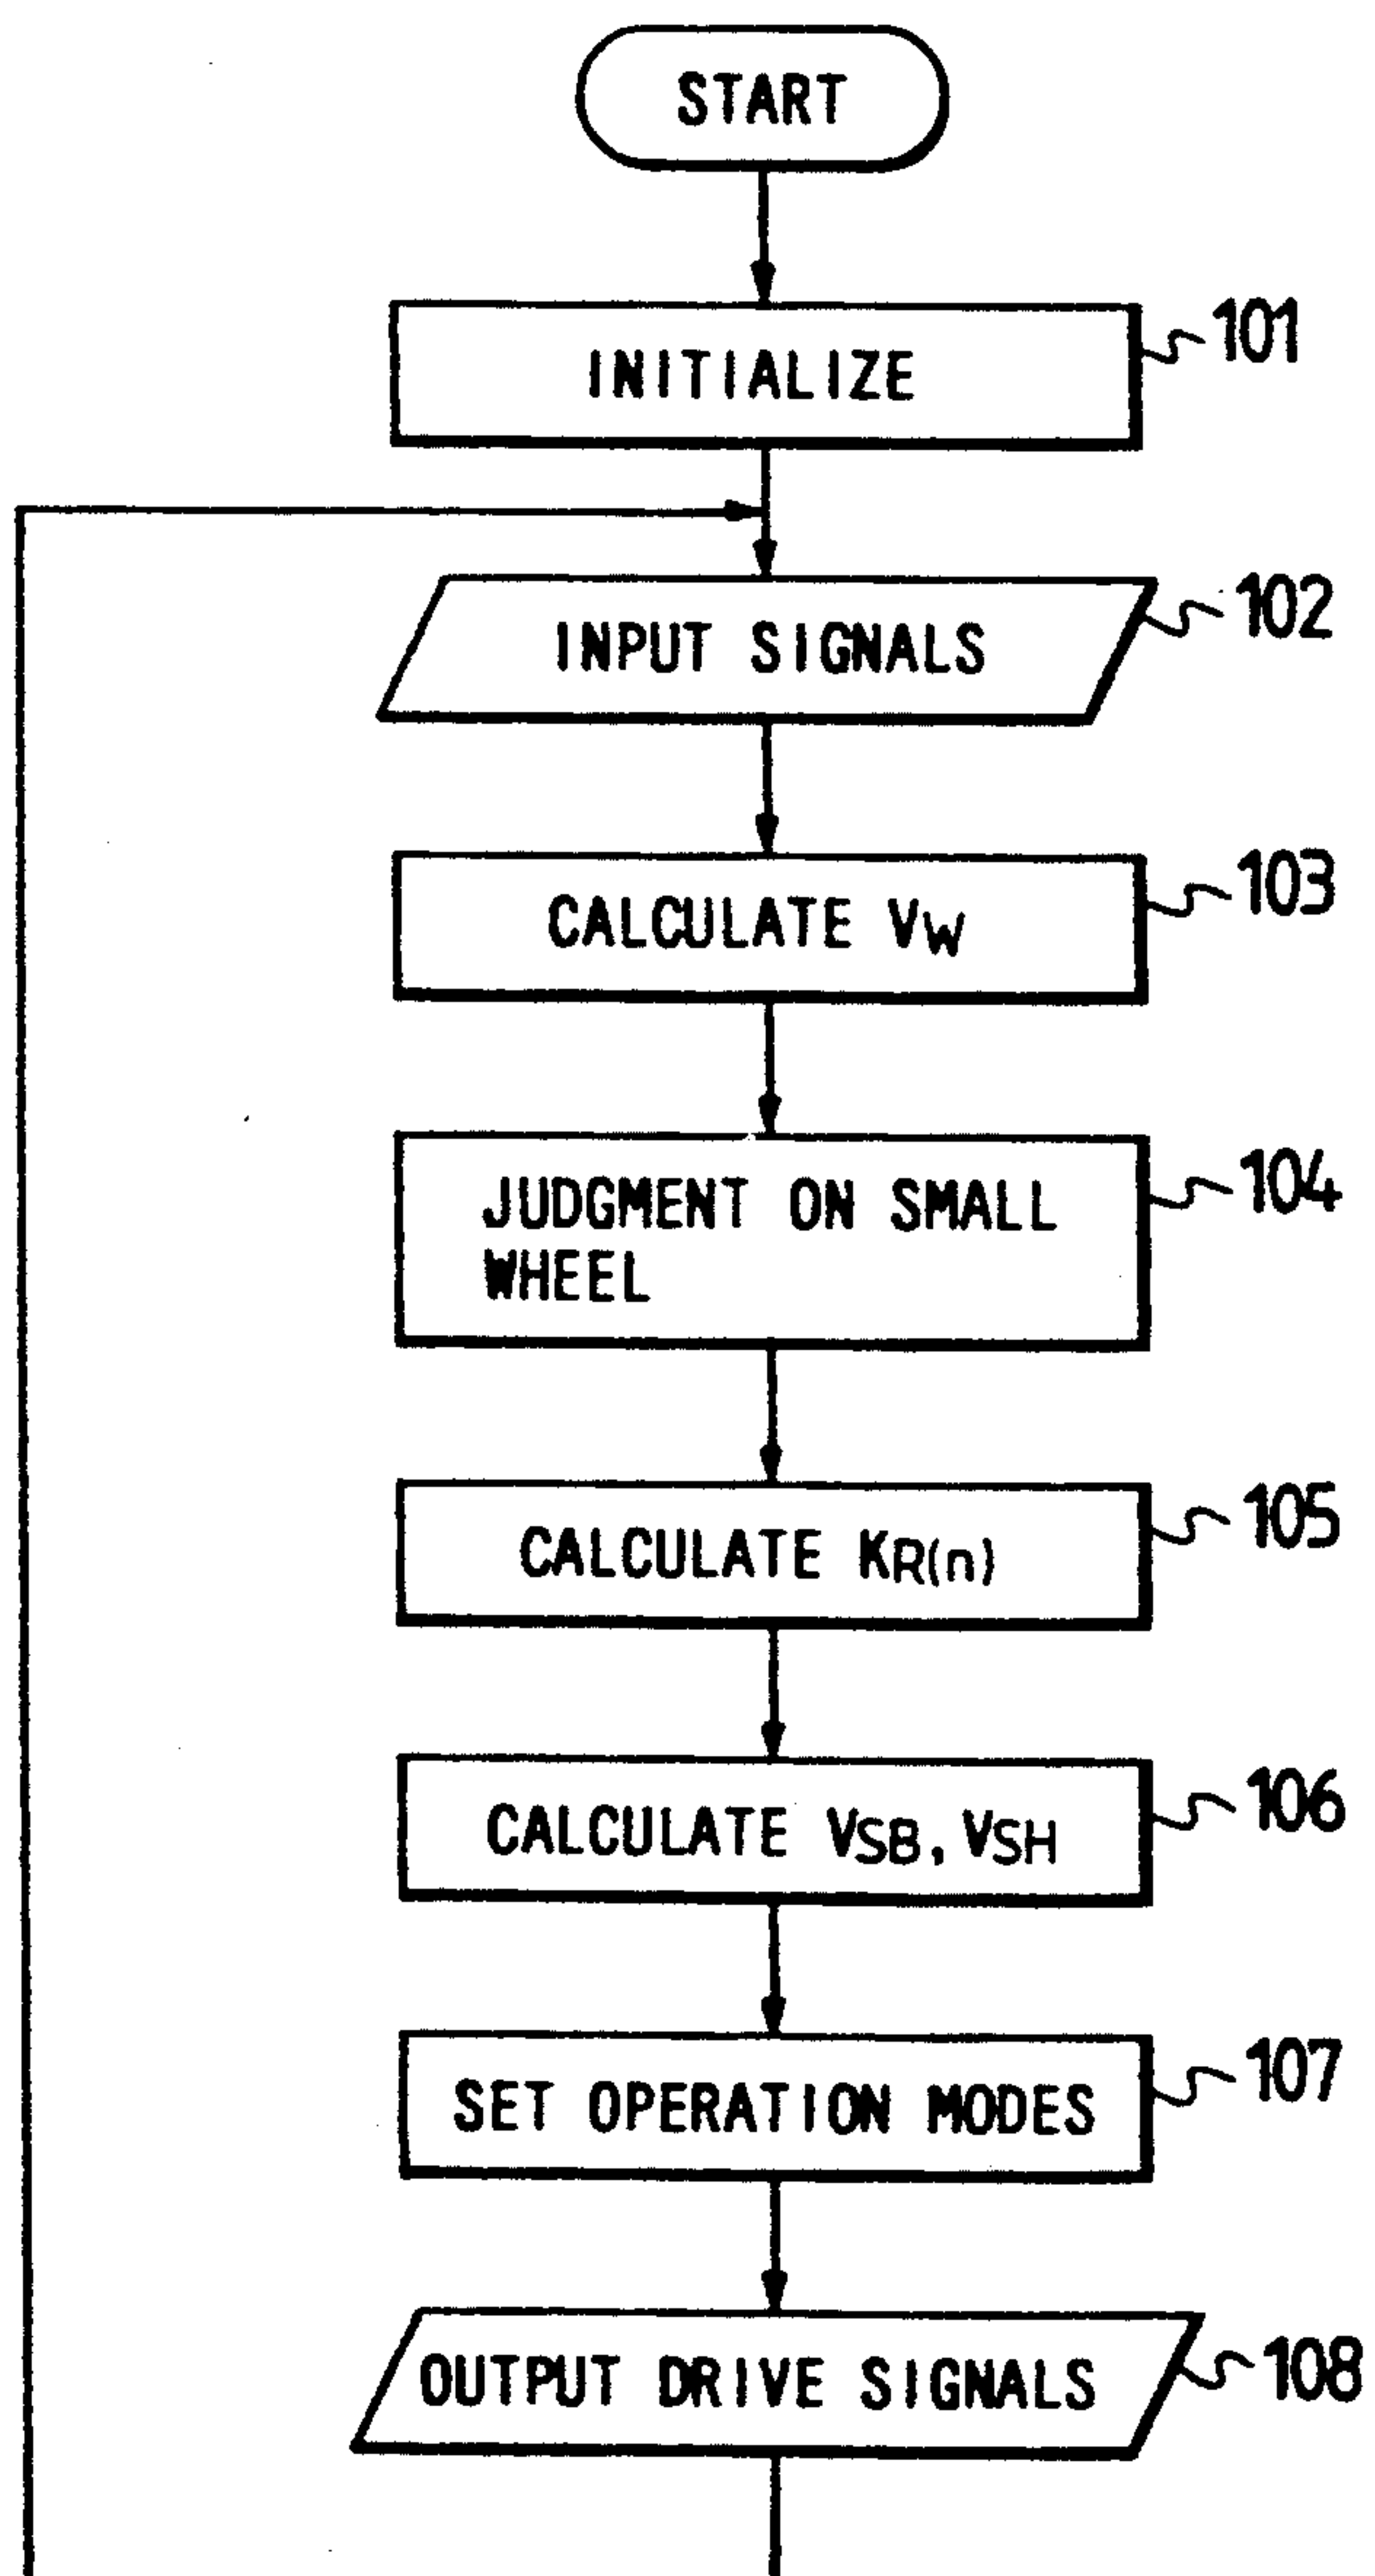 START
INITIALIZE
101
INPUT SIGNALS
102
CALCULATE VW
103
JUDGMENT ON SMALL
WHEEL
104
CALCULATE KR(n)
105
CALCULATE VSB, VSH
106
SET OPERATION MODES
107
OUTPUT DRIVE SIGNALS
108